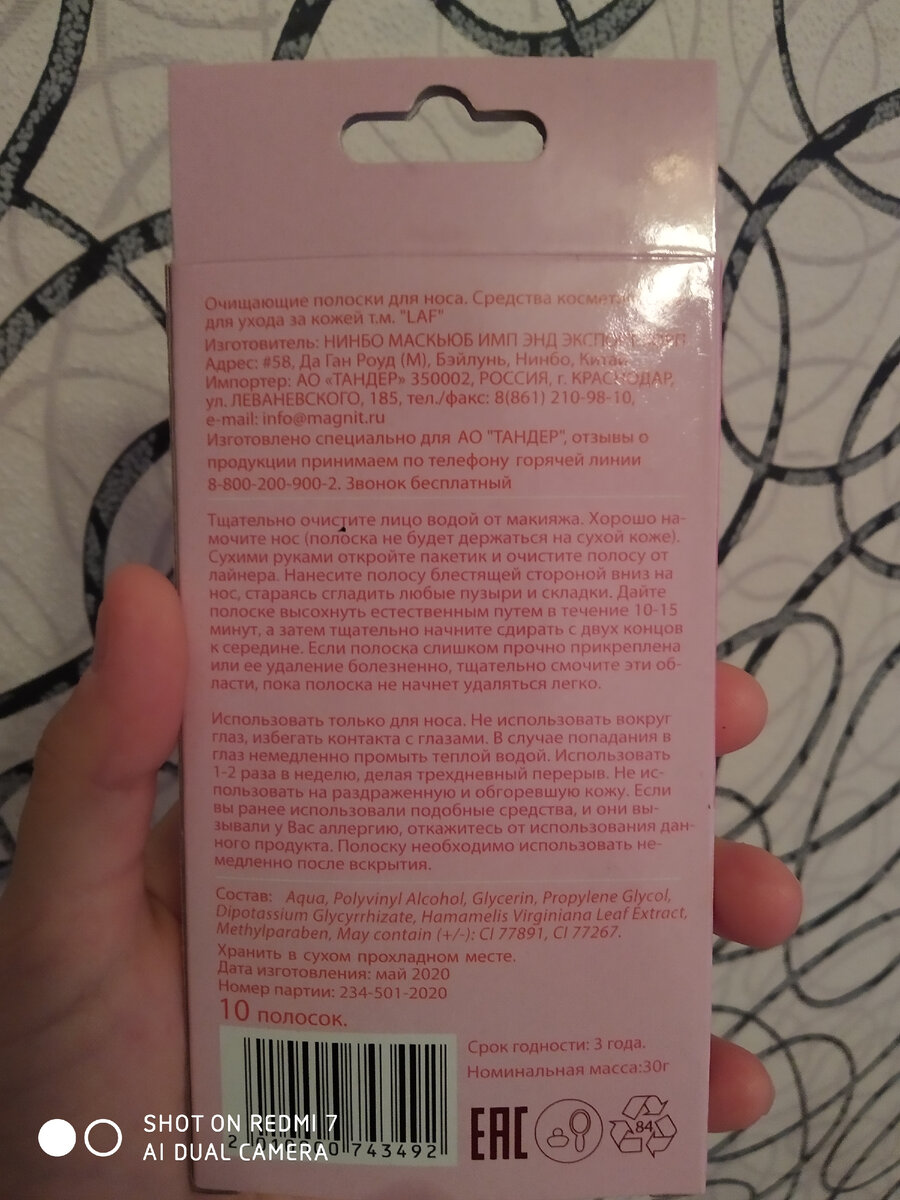 Очищающие полоски для носа. Средства
для ухода за кожей т.м. "LAF"
Изготовитель: НИНБО МАСКЬЮБ ИМП ЭНД
Адрес: #58, Да Ган Роуд (М), Бэйлунь, Нинбо, Китай
Импортер: АО «ТАНДЕР» 350002, РОССИЯ, г. КРАСНОДАР,
ул. ЛЕВАНЕВСКОГО, 185, тел./факс: 8(861) 210-98-10,
e-mail: info@magnit.ru
Изготовлено специально для АО "ТАНДЕР", отзывы о
продукции принимаем по телефону горячей линии
8-800-200-900-2. Звонок бесплатный
Тщательно очистите лицо водой от макияжа. Хорошо на-
мочите нос (полоска не будет держаться на сухой коже).
Сухими руками откройте пакетик и очистите полосу от
лайнера. Нанесите полосу блестящей стороной вниз на
нос, стараясь сгладить любые пузыри и складки. Дайте
полоске высохнуть естественным путем в течение 10-15
минут, а затем тщательно начните сдирать с двух концов
к середине. Если полоска слишком прочно прикреплена
или ее удаление болезненно, тщательно смочите эти об-
ласти, пока полоска не начнет удаляться легко.
Использовать только для носа. Не использовать вокруг
глаз, избегать контакта с глазами. В случае попадания в
глаз немедленно промыть теплой водой. Использовать
1-2 раза в неделю, делая трехдневный перерыв. Не ис-
пользовать на раздраженную и обгоревшую кожу. Если
вы ранее использовали подобные средства, и они вы-
зывали у Вас аллергию, откажитесь от использования дан-
ного продукта. Полоску необходимо использовать не-
медленно после вскрытия.
Состав: Aqua, Polyvinyl Alcohol, Glycerin, Propylene Glycol,
Dipotassium Glycyrrhizate, Hamamelis Virginiana Leaf Extract,
Methylparaben, May contain (+/-): CI 77891, CI 77267.
Хранить в сухом прохладном месте.
Дата изготовления: май 2020
Номер партии: 234-501-2020
10 полосок.
Срок годности: 3 года.
Номинальная масса:30г
EAC
84
743492
SHOT ON REDMI 7
AI DUAL CAMERA